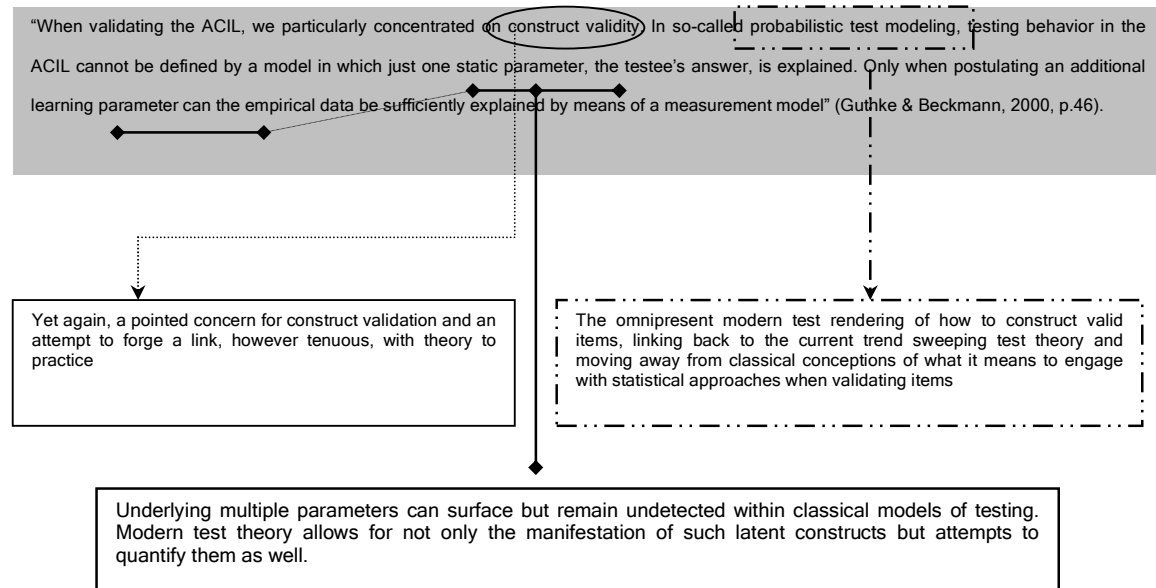 “When validating the ACIL, we particularly concentrated on construct validity. In so-called probabilistic test modeling, testing behavior in the
ACIL cannot be defined by a model in which just one static parameter, the testee’s answer, is explained. Only when postulating an additional
learning parameter can the empirical data be sufficiently explained by means of a measurement model” (Guthke & Beckmann, 2000, p.46).
Yet again, a pointed concern for construct validation and an
attempt to forge a link, however tenuous, with theory to
practice
The omnipresent modern test rendering of how to construct valid
items, linking back to the current trend sweeping test theory and
moving away from classical conceptions of what it means to engage
with statistical approaches when validating items
Underlying multiple parameters can surface but remain undetected within classical models of testing.
Modern test theory allows for not only the manifestation of such latent constructs but attempts to
quantify them as well.